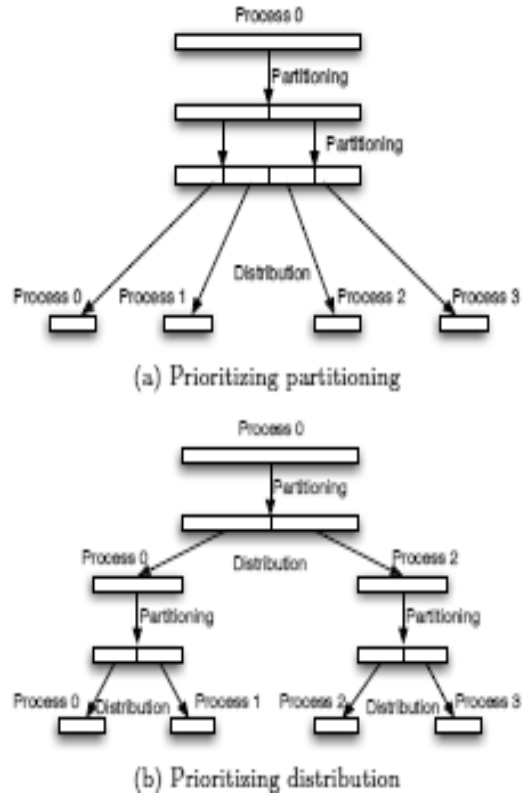 Process 0
Partitioning
Partitioning
Distribution
Process 0
Process 1
Process 2
Process 3
(a) Prioritizing partitioning
Process 0
Partitioning
Process 0
Distribution
Process 2
Partitioning
Partitioning
Process 0
Distribution
Process 1
Process 2
Distribution
Process 3
(b) Prioritizing distribution